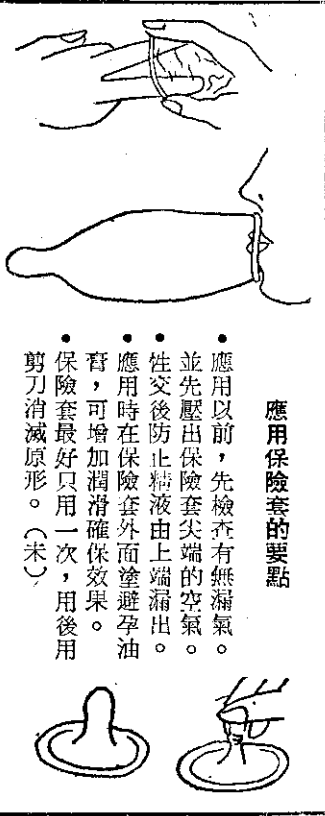 應用保險套的要點
•應用以前，先檢查有無漏氣。
並先壓出保險套尖端的空氣。
•性交後防止精液由上端漏出。
•應用時在保險套外面塗避孕油
膏，可增加潤滑確保效果。
•保險套最好只用一次，用後用
剪刀消滅原形。（未）